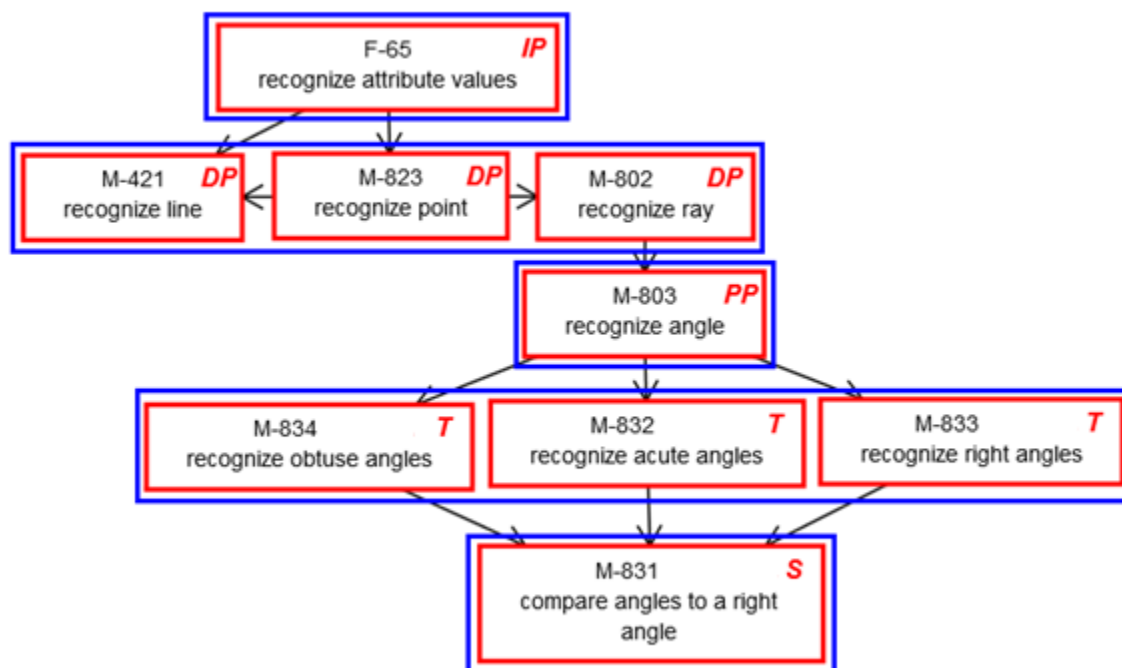 F-65 IP
recognize attribute values
M-421 DP
recognize line
M-823 DP
recognize point
M-802 DP
recognize ray
M-803 PP
recognize angle
M-834 T
recognize obtuse angles
M-832 T
recognize acute angles
M-833 T
recognize right angles
M-831 S
compare angles to a right
angle